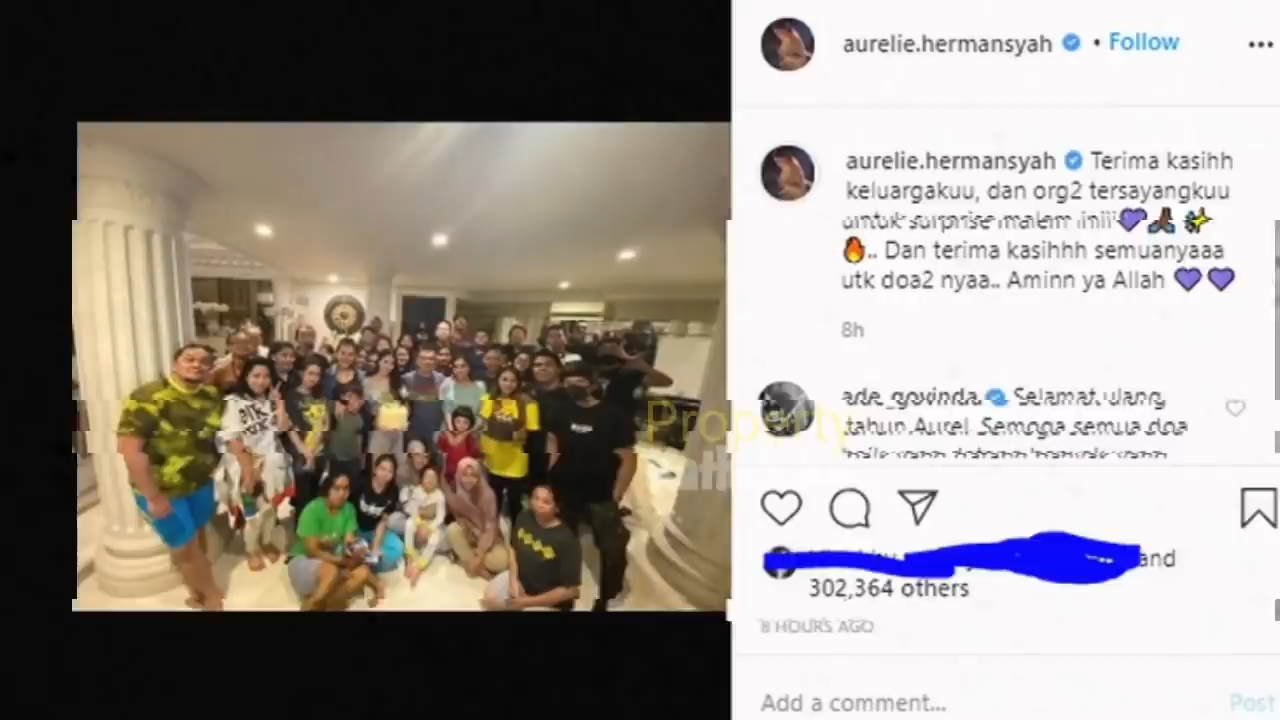 aurelie.hermansyah • Follow
aurelie.hermansyah Terima kasihh
keluargakuu, dan org2 tersayangkuu
untuk surprise malem iniii💜🙏🏾✨
🔥.. Dan terima kasihhh semuanyaaa
utk doa2 nyaa.. Aminn ya Allah 💜💜
8h
ade_govinda Selamat ulang
tahun Aurel. Semoga semua doa
and
302,364 others
8 HOURS AGO
Add a comment...
Post
Property